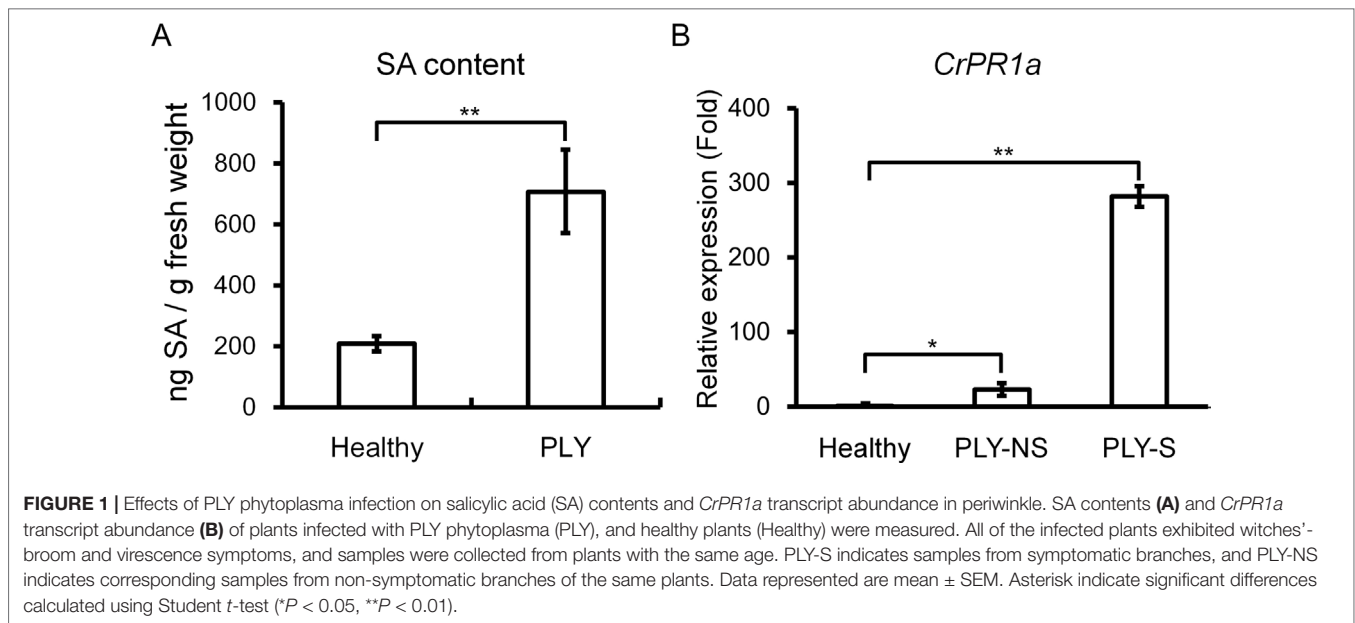 A
SA content
ng SA / g fresh weight
1000
800
600
400
200
0
**
Healthy
PLY
B
CrPR1a
Relative expression (Fold)
400
300
200
100
0
*
**
Healthy
PLY-NS
PLY-S
FIGURE 1 | Effects of PLY phytoplasma infection on salicylic acid (SA) contents and CrPR1a transcript abundance in periwinkle. SA contents (A) and CrPR1a
transcript abundance (B) of plants infected with PLY phytoplasma (PLY), and healthy plants (Healthy) were measured. All of the infected plants exhibited witches'-
broom and virescence symptoms, and samples were collected from plants with the same age. PLY-S indicates samples from symptomatic branches, and PLY-NS
indicates corresponding samples from non-symptomatic branches of the same plants. Data represented are mean ± SEM. Asterisk indicate significant differences
calculated using Student t-test (*P < 0.05, **P < 0.01).